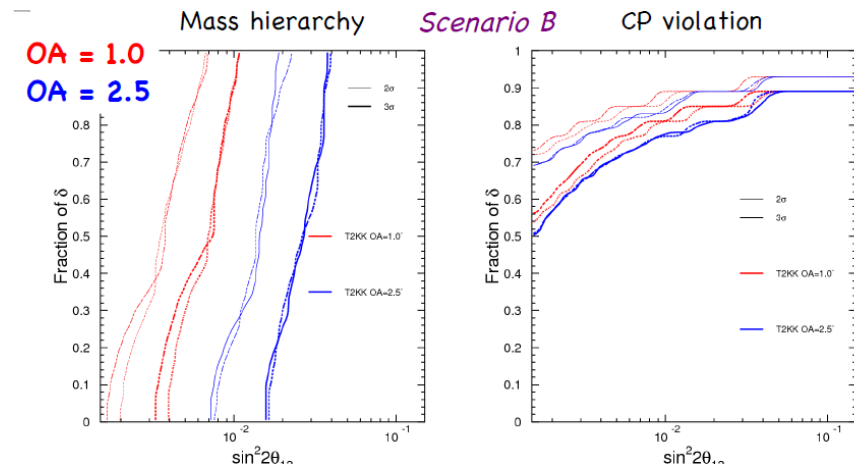 Mass hierarchy
Scenario B
CP violation
OA = 1.0
OA = 2.5
Fraction of δ
0.8
0.7
0.6
0.5
0.4
0.3
0.2
0.1
0
2σ
3σ
T2KK OA=1.0˚
T2KK OA=2.5˚
10⁻²
10⁻¹
sin²2θ₁₃
Fraction of δ
1
0.9
0.8
0.7
0.6
0.5
0.4
0.3
0.2
0.1
0
2σ
3σ
T2KK OA=1.0˚
T2KK OA=2.5˚
10⁻²
10⁻¹
sin²2θ₁₃